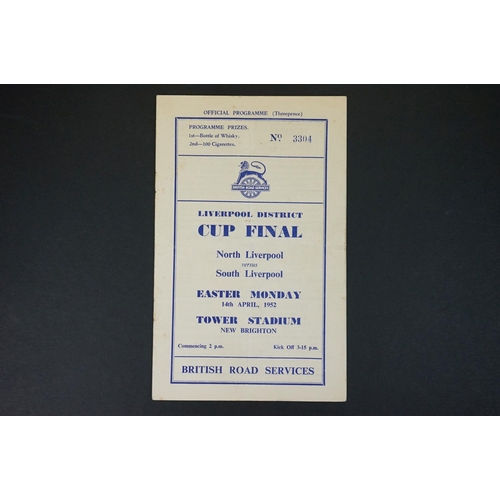 OFFICIAL PROGRAMME (Threepence)
PROGRAMME PRIZES.
1st—Bottle of Whisky.
2nd—100 Cigarettes.
No 3304
BRITISH ROAD SERVICES
LIVERPOOL DISTRICT
CUP FINAL
North Liverpool
versus
South Liverpool
EASTER MONDAY
14th APRIL, 1952
TOWER STADIUM
NEW BRIGHTON
Commencing 2 p.m. Kick Off 3-15 p.m.
BRITISH ROAD SERVICES